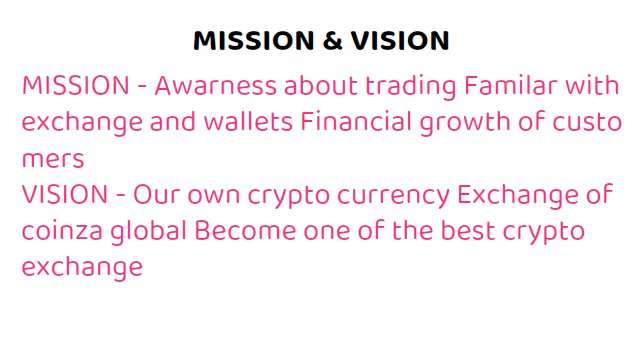 MISSION & VISION
MISSION - Awarness about trading Familar with
exchange and wallets Financial growth of custo
mers
VISION - Our own crypto currency Exchange of
coinza global Become one of the best crypto
exchange